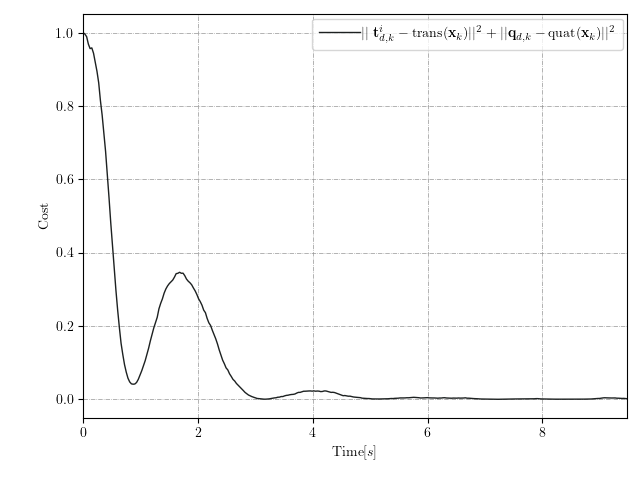 || t^i_{d,k} − trans(x_k)||^2 + ||q_{d,k} − quat(x_k)||^2
1.0
0.8
0.6
0.4
0.2
0.0
Cost
0 2 4 6 8
Time[s]